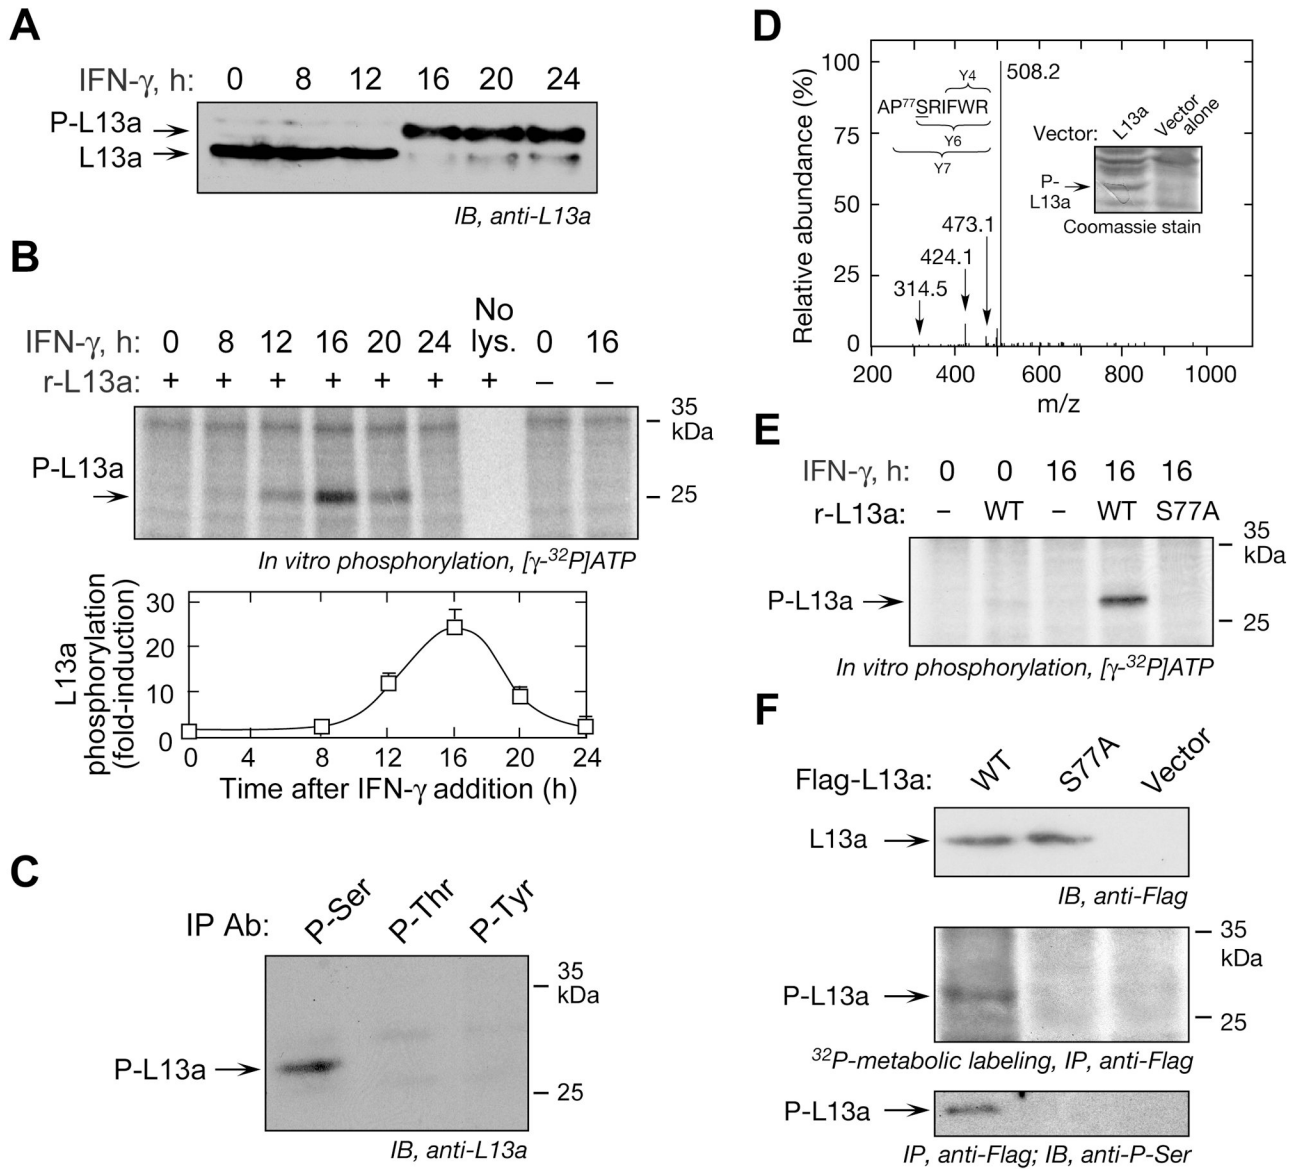 A
IFN-γ, h: 0 8 12 16 20 24
P-L13a
L13a
IB, anti-L13a
B
No
lys.
IFN-γ, h: 0 8 12 16 20 24 0 16
r-L13a: + + + + + + + – –
35
kDa
P-L13a
25
In vitro phosphorylation, [γ-³²P]ATP
L13a
phosphorylation
(fold-induction)
30
20
10
0
0 4 8 12 16 20 24
Time after IFN-γ addition (h)
C
IP Ab: P-Ser P-Thr P-Tyr
35
kDa
P-L13a
25
IB, anti-L13a
D
Relative abundance (%)
100
75
50
25
0
508.2
Y4
AP⁷⁷SRIFWR
Y6
Y7
473.1
424.1
314.5
Vector: L13a Vector
alone
P-
L13a
Coomassie stain
200 400 600 800 1000
m/z
E
IFN-γ, h: 0 0 16 16 16
r-L13a: – WT – WT S77A
35
kDa
P-L13a
25
In vitro phosphorylation, [γ-³²P]ATP
F
Flag-L13a: WT S77A Vector
L13a
IB, anti-Flag
35
kDa
P-L13a
25
³²P-metabolic labeling, IP, anti-Flag
P-L13a
IP, anti-Flag; IB, anti-P-Ser